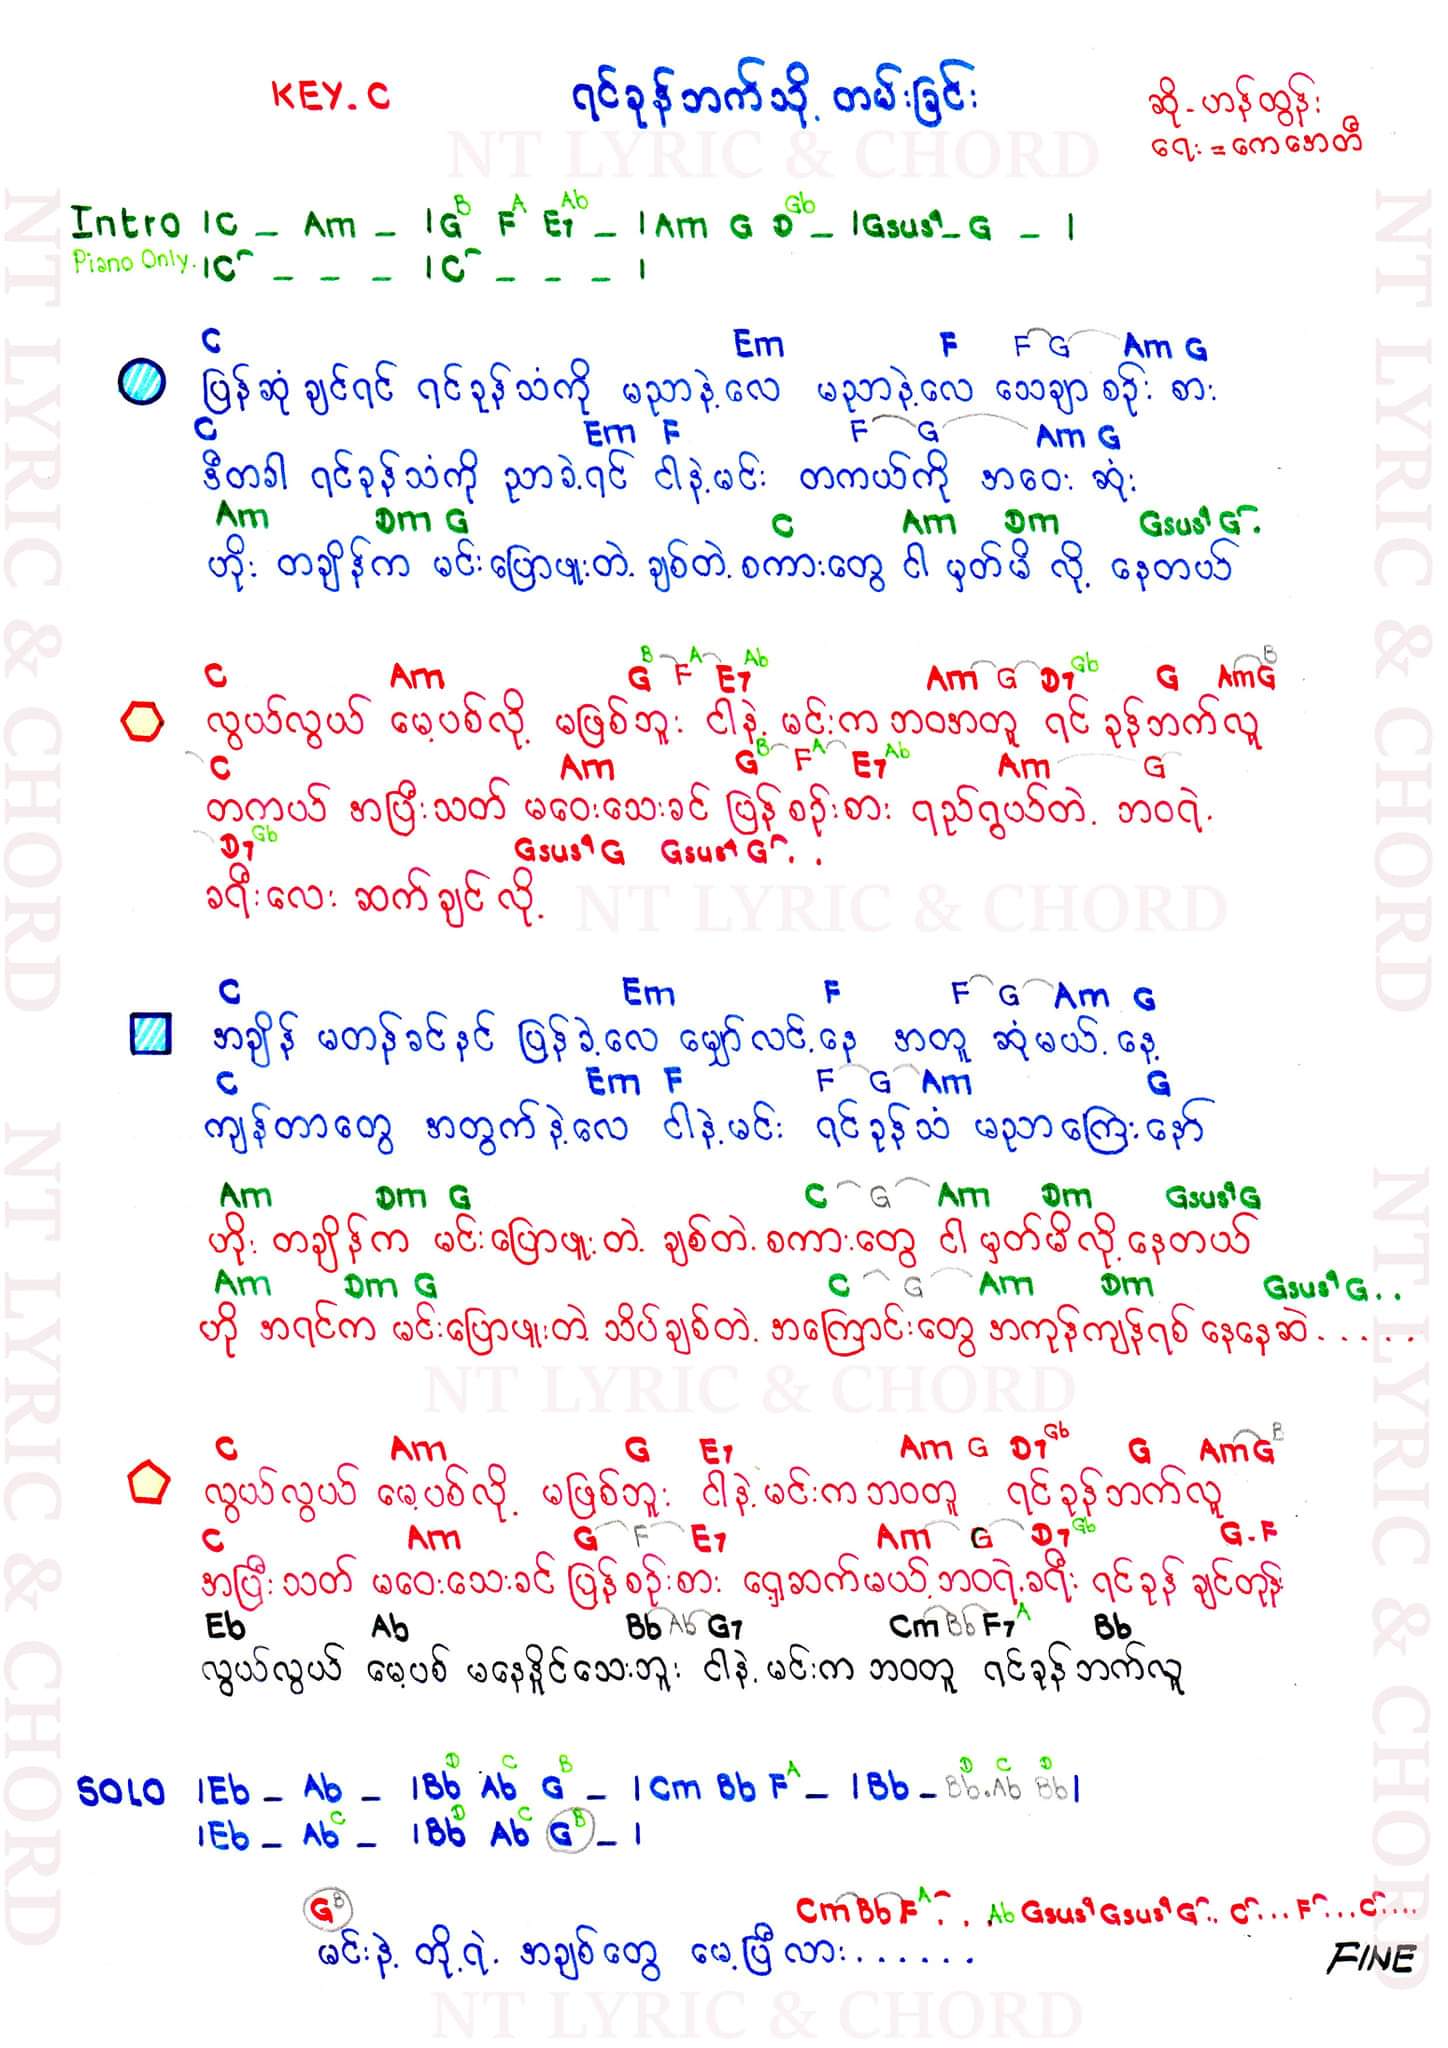 KEY. C
ရင်ခုန်ဘက်သို့ တမ်းခြင်း
ဆို - ဟန်ထွန်း
ရေး = ကေအေတီ
NT LYRIC & CHORD
Intro |C – Am – |G B F A E7 Ab – |Am G D Gb – |Gsus4 – G – |
Piano Only. |C – – – |C – – – |
C Em F F G Am G
ပြန်ဆုံချင်ရင် ရင်ခုန်သံကို မညာနဲ့လေ မညာနဲ့လေ သေချာစဉ်းစား
C Em F F G Am G
ဒီတခါ ရင်ခုန်သံကို ညာခဲ့ရင် ငါနဲ့မင်း တကယ်ကို အဝေးဆုံး
Am Dm G C Am Dm Gsus4 G .
ဟိုးတချိန်က မင်းပြောဖူးတဲ့ ချစ်တဲ့စကားတွေ ငါမှတ်မိလို့ နေတယ်
C Am G B F A E7 Ab Am G D7 Gb G Am G B
လွယ်လွယ် မေ့ပစ်လို့ မဖြစ်ဘူး ငါနဲ့ မင်းက ဘဝအတူ ရင်ခုန်ဘက်လူ
C Am G B F A E7 Ab Am G
တကယ် အပြီးသတ် မဝေးသေးခင် ပြန်စဉ်းစား ရည်ရွယ်တဲ့ ဘဝရဲ့
D7 Gb Gsus4 G Gsus4 G . .
ခရီးလေး ဆက်ချင်လို့
NT LYRIC & CHORD
C Em F F G Am G
အချိန် မတန်ခင်နင် ပြန်ခဲ့လေ မျှော်လင့်နေ အတူ ဆုံမယ့်နေ့
C Em F F G Am G
ကျန်တာတွေ အတွက်နဲ့လေ ငါနဲ့မင်း ရင်ခုန်သံ မညာကြေးနော်
Am Dm G C G Am Dm Gsus4 G
ဟိုးတချိန်က မင်းပြောဖူးတဲ့ ချစ်တဲ့စကားတွေ ငါမှတ်မိလို့နေတယ်
Am Dm G C G Am Dm Gsus4 G . .
ဟိုအရင်က မင်းပြောဖူးတဲ့ သိပ်ချစ်တဲ့ အကြောင်းတွေ အကုန်ကျန်ရစ် နေနေဆဲ . . . . .
NT LYRIC & CHORD
C Am G E7 Am G D7 Gb G Am G B
လွယ်လွယ် မေ့ပစ်လို့ မဖြစ်ဘူး ငါနဲ့မင်းက ဘဝတူ ရင်ခုန်ဘက်လူ
C Am G F E7 Am G D7 Gb G - F
အပြီးသတ် မဝေးသေးခင် ပြန်စဉ်းစား ရှေ့ဆက်မယ့်ဘဝရဲ့ခရီး ရင်ခုန်ချင်တုန်း
Eb Ab Bb Ab G7 Cm Bb F7 A Bb
လွယ်လွယ် မေ့ပစ် မနေနိုင်သေးဘူး ငါနဲ့မင်းက ဘဝတူ ရင်ခုန်ဘက်လူ
SOLO |Eb – Ab – |Bb D Ab C G B – |Cm Bb F A – |Bb – Bb D . Ab C Bb D |
|Eb – Ab C – |Bb D Ab C G B – |
G B Cm Bb F A . . . Ab Gsus4 Gsus4 G .. C ... F ... C ....
မင်းနဲ့ တို့ရဲ့ အချစ်တွေ မေ့ပြီလား . . . . . .
FINE
NT LYRIC & CHORD
NT LYRIC & CHORD
NT LYRIC & CHORD
NT LYRIC & CHORD
NT LYRIC & CHORD